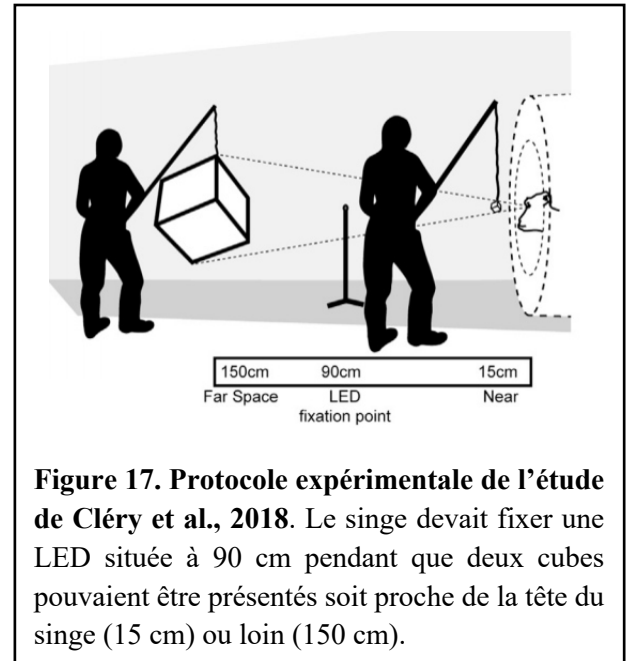 150cm 90cm 15cm
Far Space LED Near
fixation point
Figure 17. Protocole expérimentale de l’étude
de Cléry et al., 2018. Le singe devait fixer une
LED située à 90 cm pendant que deux cubes
pouvaient être présentés soit proche de la tête du
singe (15 cm) ou loin (150 cm).